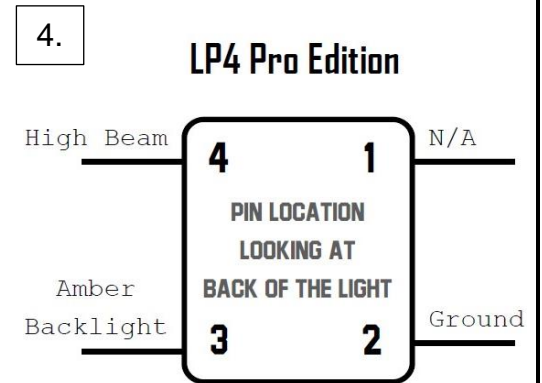 4.
LP4 Pro Edition
High Beam
4
1
N/A
PIN LOCATION
LOOKING AT
BACK OF THE LIGHT
Amber
Backlight
3
2
Ground